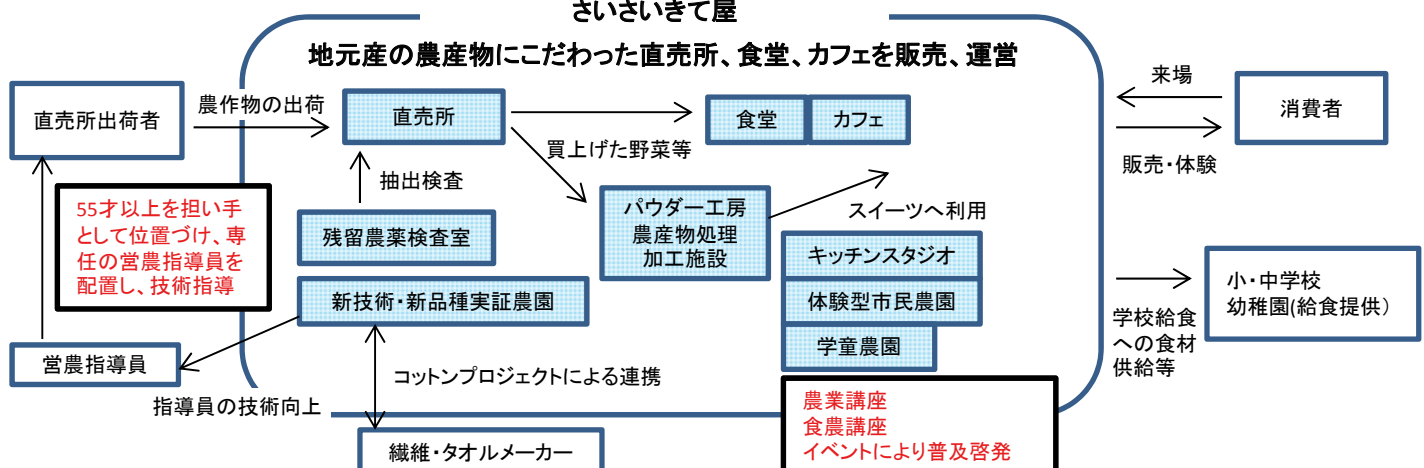 さいさいきて屋
地元産の農産物にこだわった直売所、食堂、カフェを販売、運営
直売所出荷者
農作物の出荷
直売所
食堂
カフェ
来場
消費者
販売・体験
買上げた野菜等
抽出検査
55才以上を担い手
として位置づけ、専
任の営農指導員を
配置し、技術指導
残留農薬検査室
パウダー工房
農産物処理
加工施設
スイーツへ利用
キッチンスタジオ
体験型市民農園
学童農園
新技術・新品種実証農園
小・中学校
幼稚園(給食提供）
学校給食
への食材
供給等
営農指導員
指導員の技術向上
コットンプロジェクトによる連携
繊維・タオルメーカー
農業講座
食農講座
イベントにより普及啓発